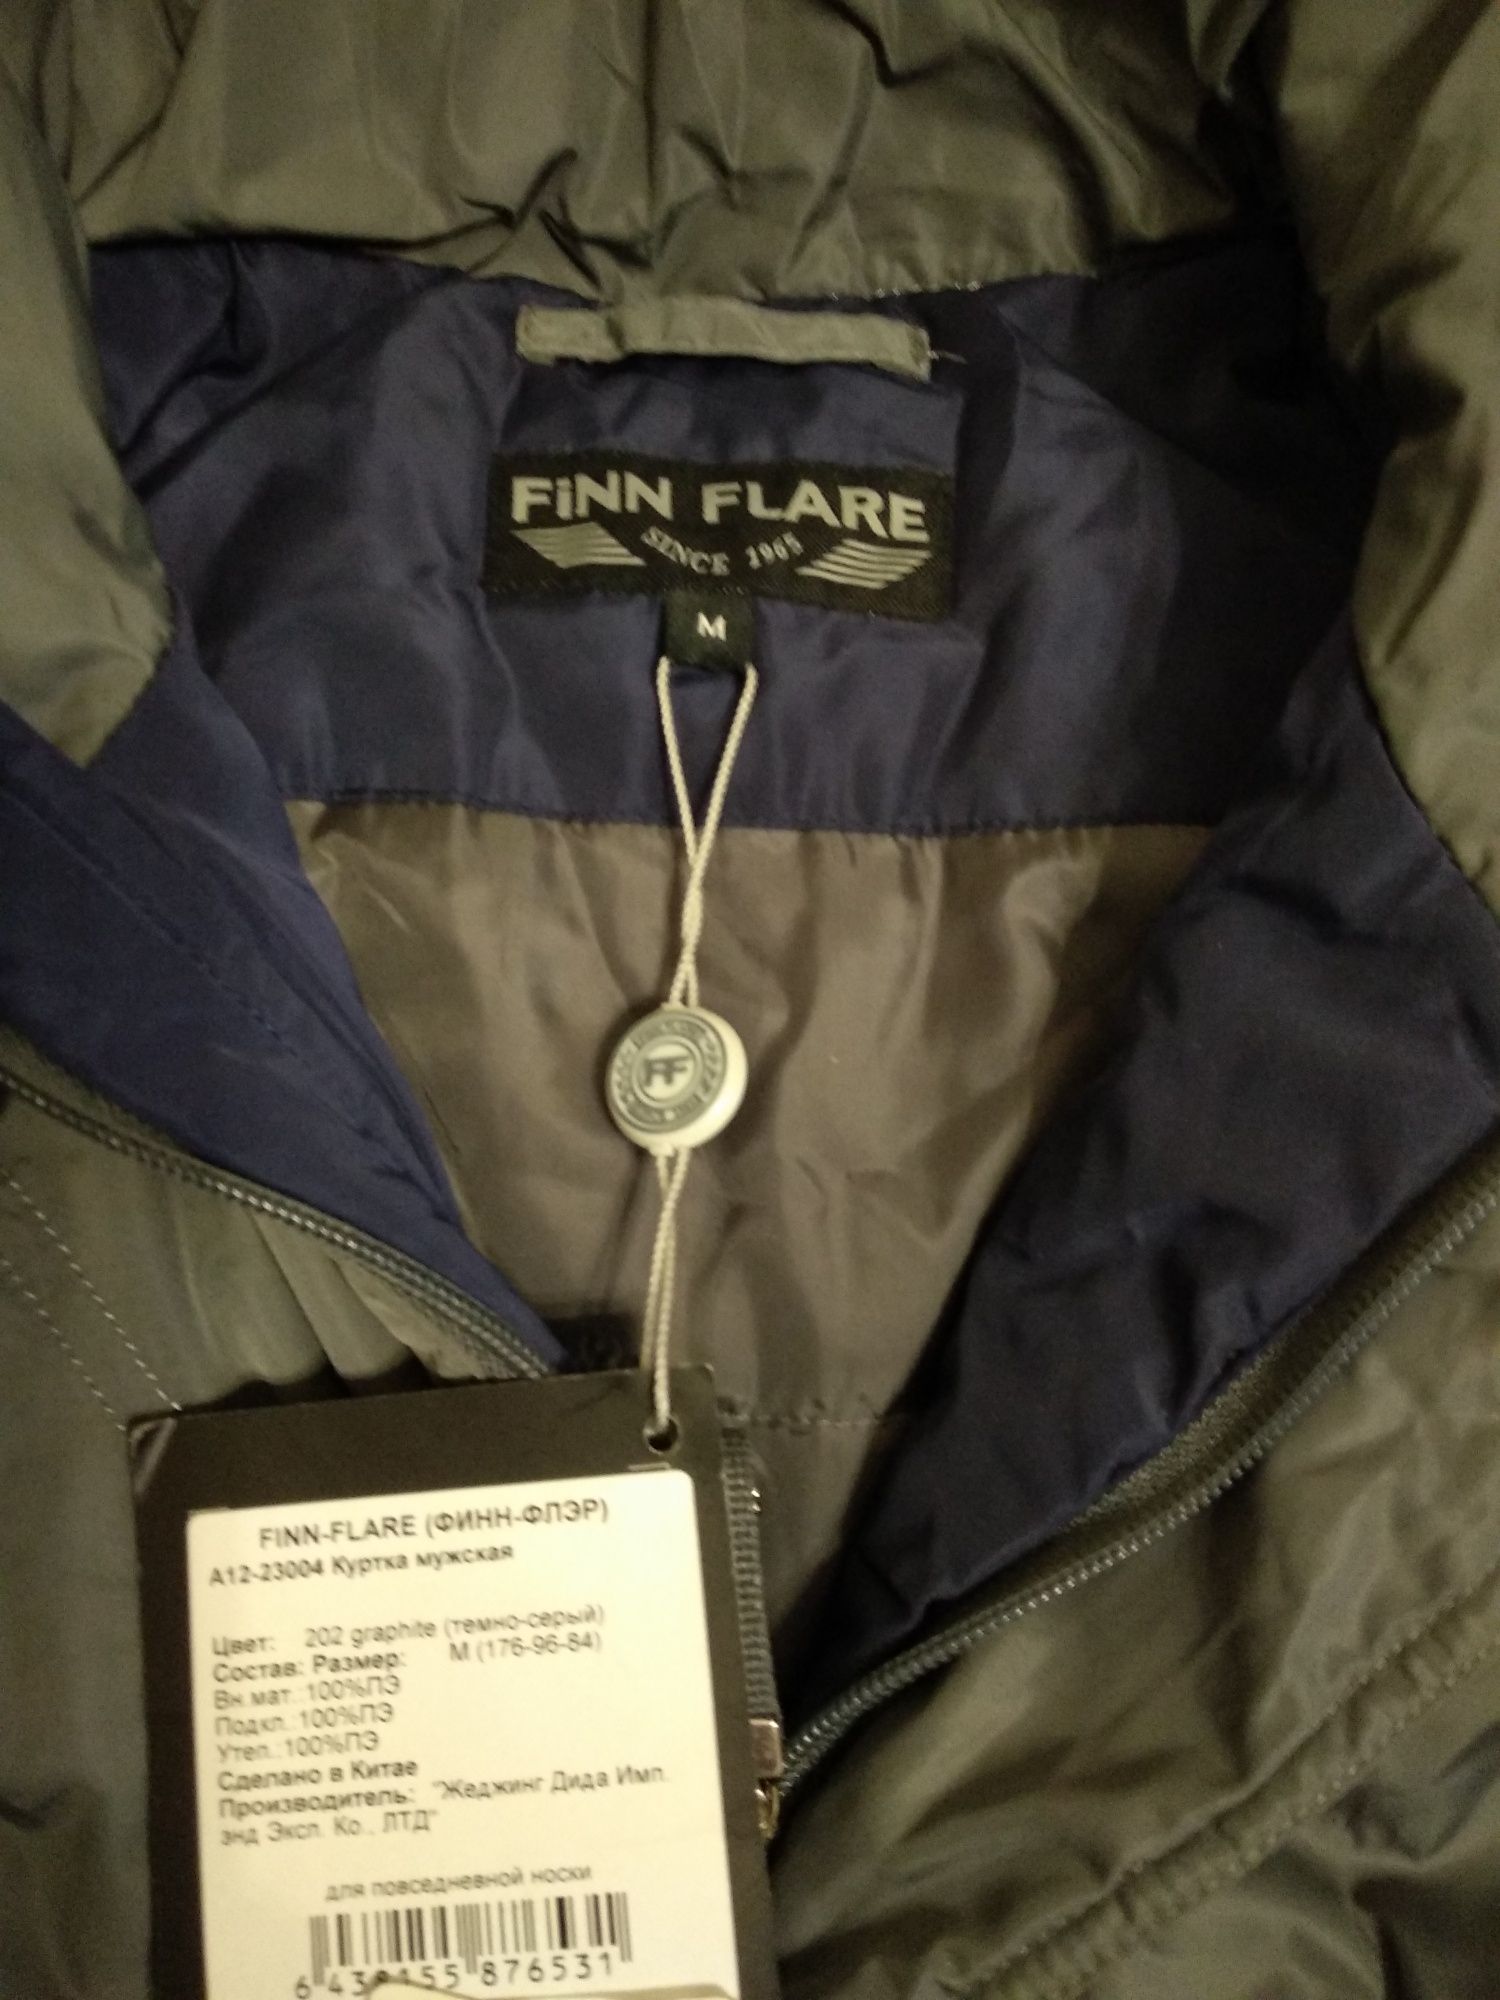 FiNN FLARE
SINCE 1965
M
FF
FINN-FLARE (ФИНН-ФЛЭР)
A12-23004 Куртка мужская
Цвет: 202 graphite (темно-серый)
Состав: Размер: M (176-96-84)
Вн.мат.:100%ПЭ
Подкл.:100%ПЭ
Утеп.:100%ПЭ
Сделано в Китае
Производитель: "Жеджинг Дида Имп.
энд Эксп. Ко., ЛТД"
для повседневной носки
6 438155 876531